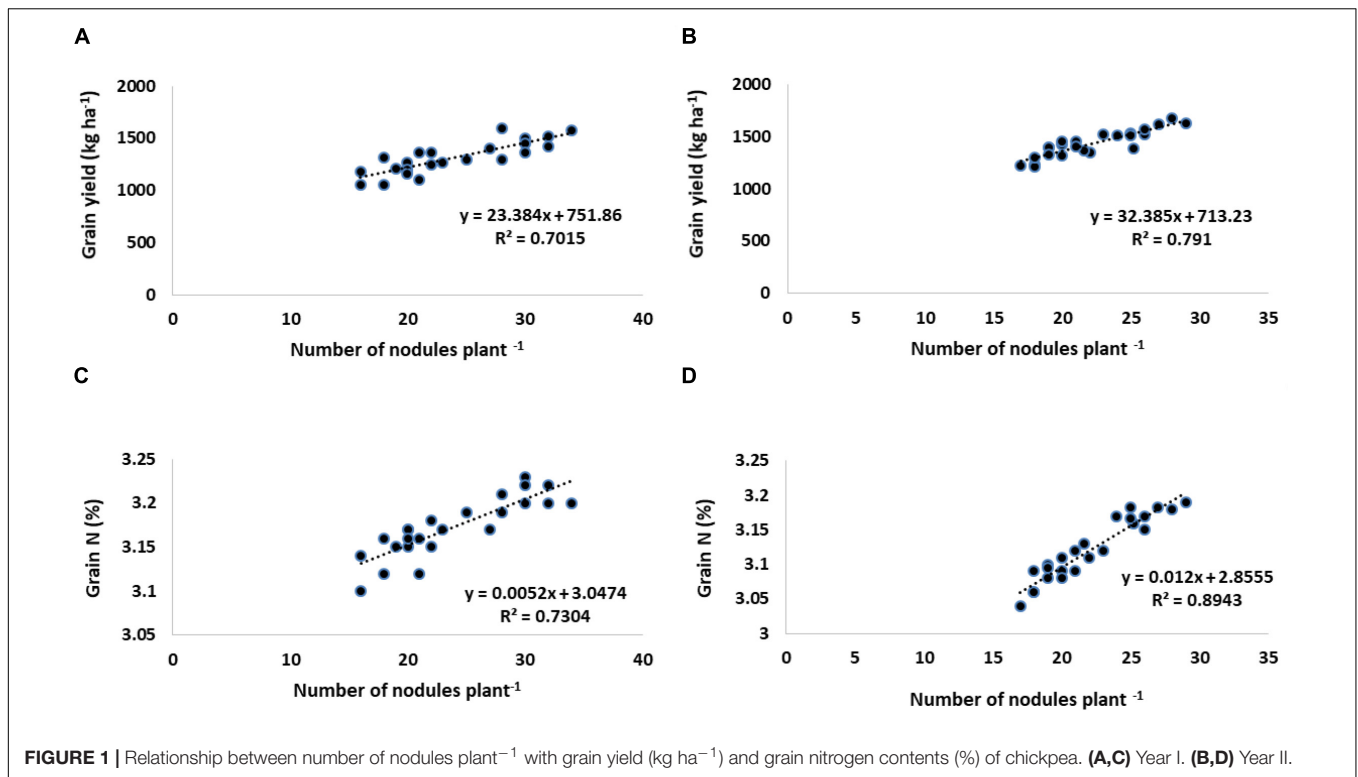 A
Grain yield (kg ha⁻¹)
2000
1500
1000
500
0
y = 23.384x + 751.86
R² = 0.7015
0 10 20 30 40
Number of nodules plant ⁻¹
B
Grain yield (kg ha⁻¹)
2000
1500
1000
500
0
y = 32.385x + 713.23
R² = 0.791
0 5 10 15 20 25 30 35
Number of nodules plant ⁻¹
C
Grain N (%)
3.25
3.2
3.15
3.1
3.05
y = 0.0052x + 3.0474
R² = 0.7304
0 10 20 30 40
Number of nodules plant⁻¹
D
Grain N (%)
3.25
3.2
3.15
3.1
3.05
3
y = 0.012x + 2.8555
R² = 0.8943
0 5 10 15 20 25 30 35
Number of nodules plant ⁻¹
FIGURE 1 | Relationship between number of nodules plant⁻¹ with grain yield (kg ha⁻¹) and grain nitrogen contents (%) of chickpea. (A,C) Year I. (B,D) Year II.